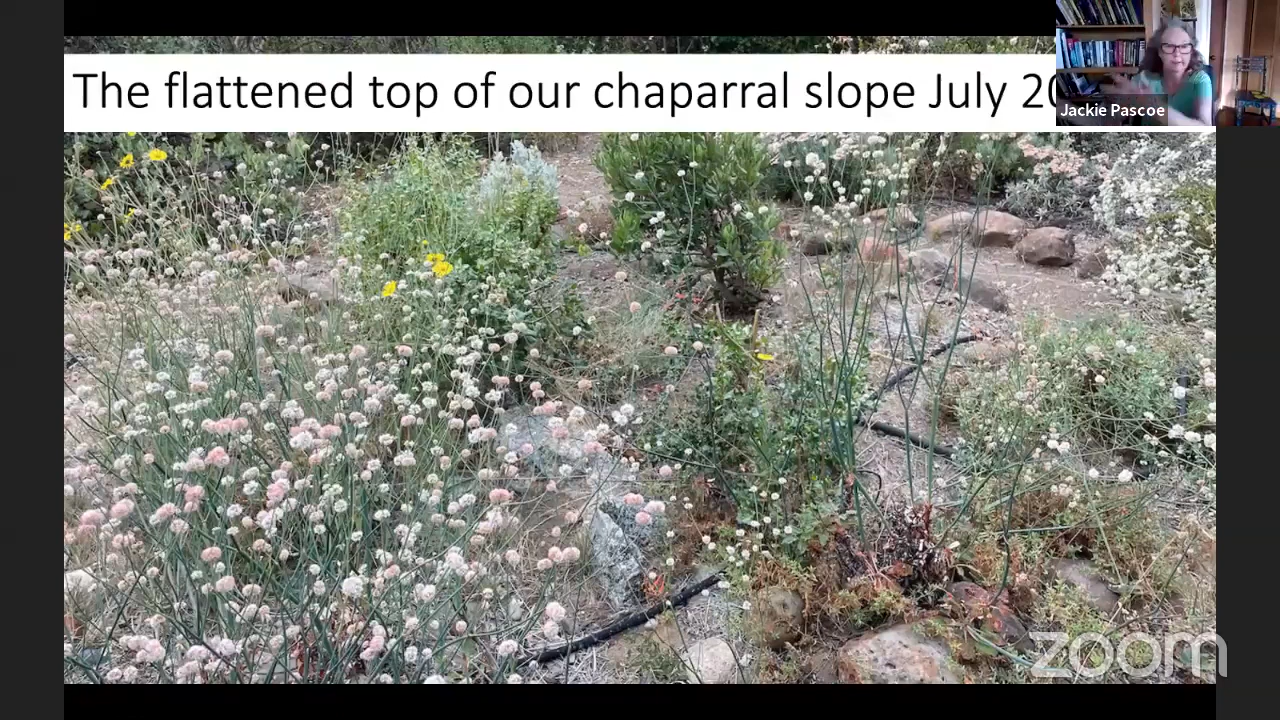 The flattened top of our chaparral slope July 20
Jackie Pascoe
zoom